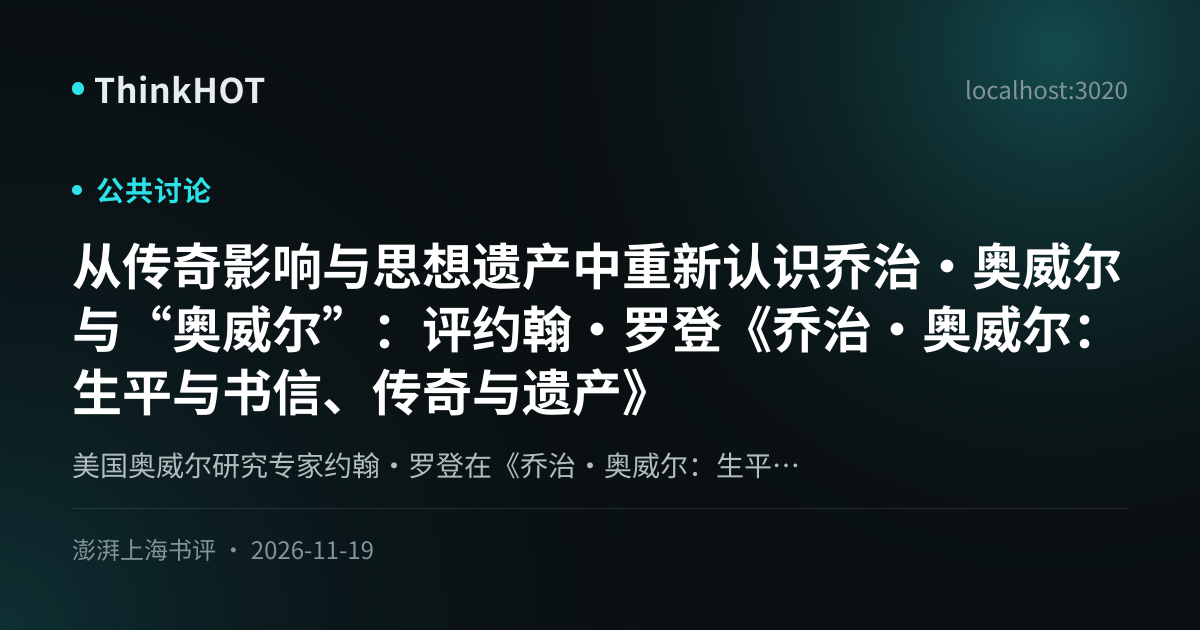 ThinkHOT
localhost:3020
公共讨论
从传奇影响与思想遗产中重新认识乔治·奥威尔
与“奥威尔”：评约翰·罗登《乔治·奥威尔：
生平与书信、传奇与遗产》
美国奥威尔研究专家约翰·罗登在《乔治·奥威尔：生平…
澎湃上海书评 · 2026-11-19